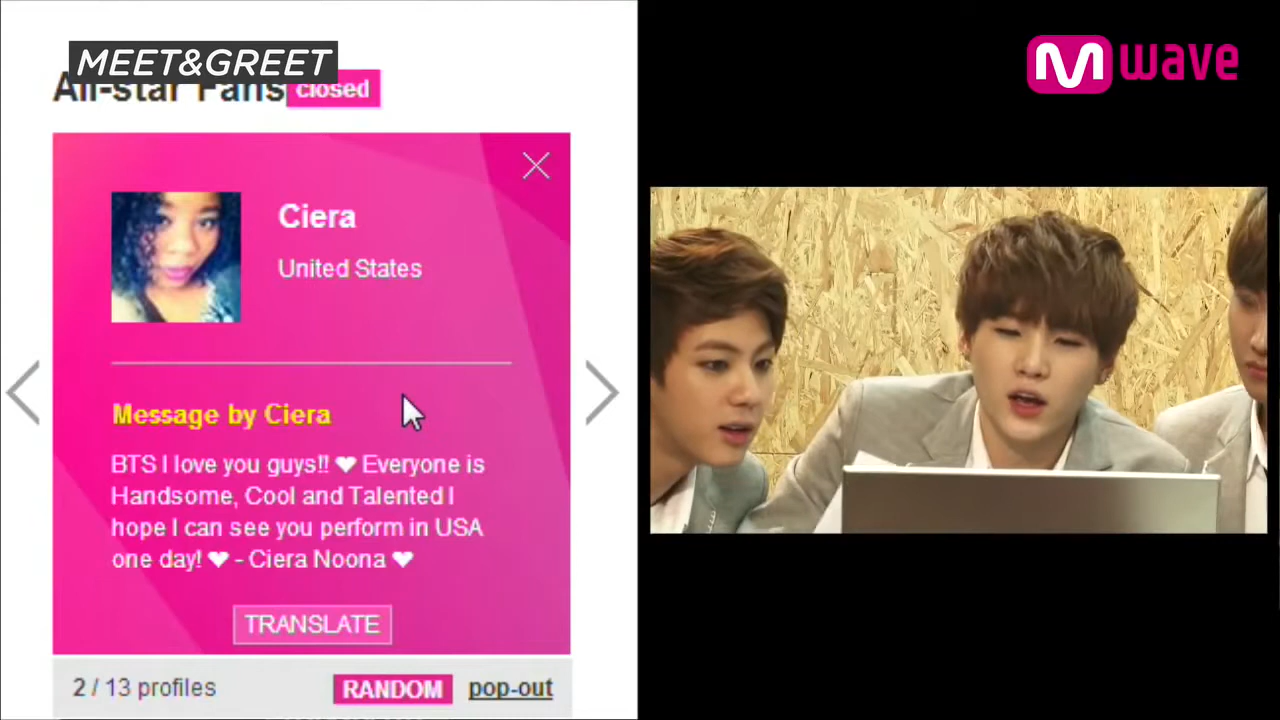 MEET&GREET
All-star Fans closed
Mwave
Ciera
United States
Message by Ciera
BTS I love you guys!! ♥ Everyone is
Handsome, Cool and Talented I
hope I can see you perform in USA
one day! ♥ - Ciera Noona ♥
TRANSLATE
2 / 13 profiles
RANDOM
pop-out